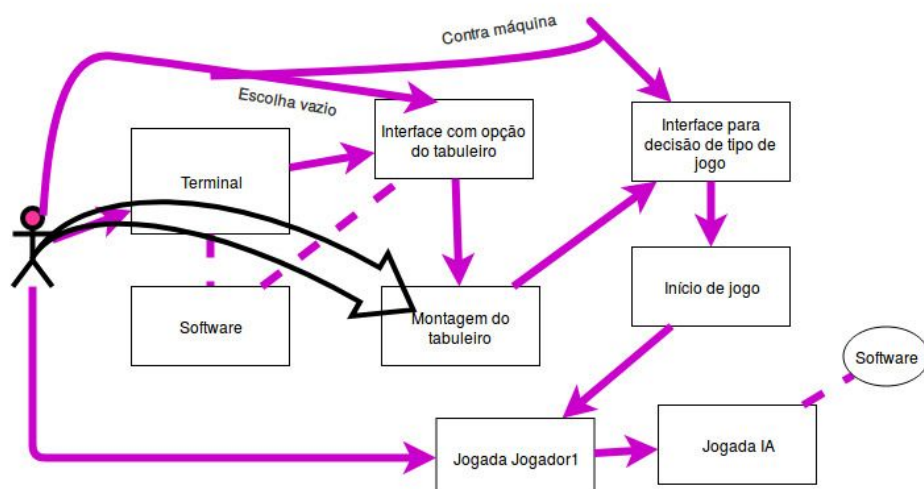 Contra máquina
Escolha vazio
Interface com opção
do tabuleiro
Interface para
decisão de tipo de
jogo
Terminal
Software
Montagem do
tabuleiro
Início de jogo
Software
Jogada Jogador1
Jogada IA